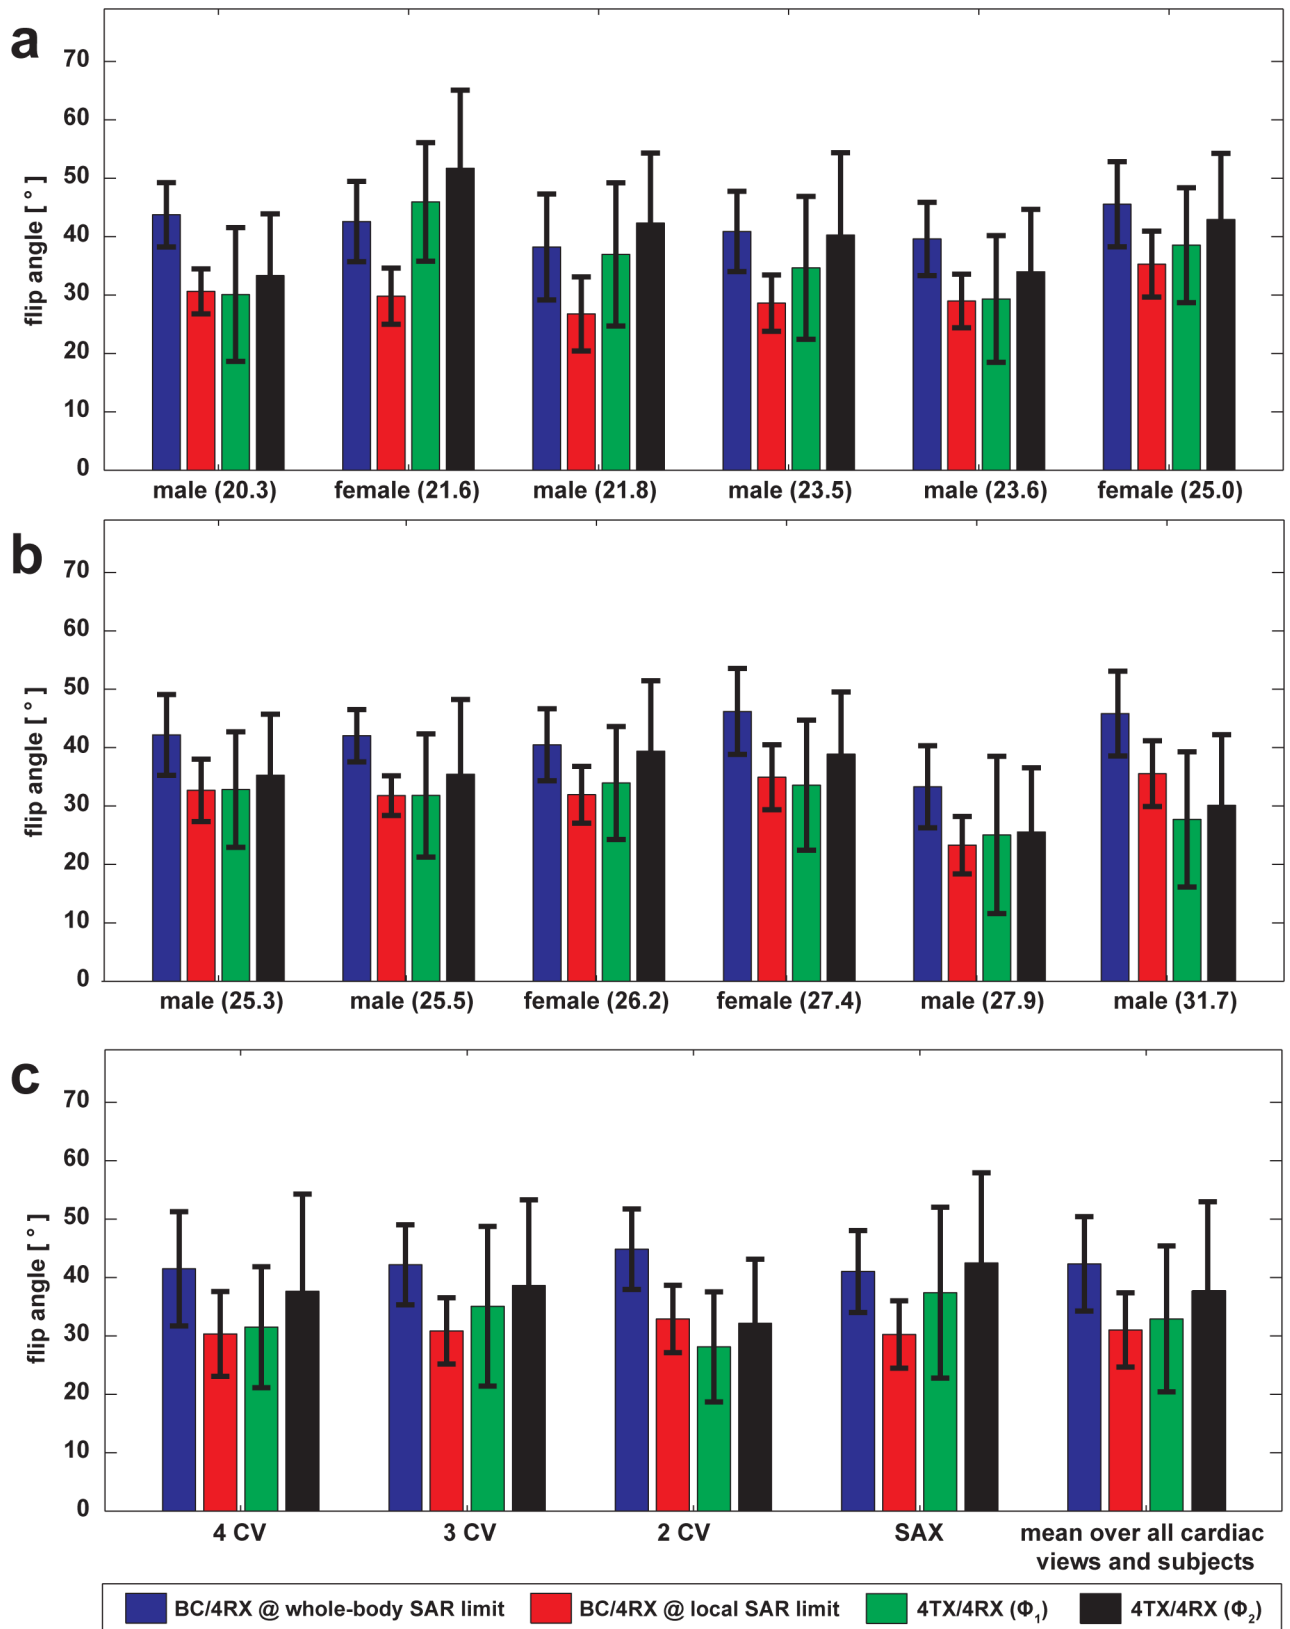 a
flip angle [ ° ]
70
60
50
40
30
20
10
0
male (20.3) female (21.6) male (21.8) male (23.5) male (23.6) female (25.0)
b
flip angle [ ° ]
70
60
50
40
30
20
10
0
male (25.3) male (25.5) female (26.2) female (27.4) male (27.9) male (31.7)
c
flip angle [ ° ]
70
60
50
40
30
20
10
0
4 CV 3 CV 2 CV SAX mean over all cardiac
views and subjects
BC/4RX @ whole-body SAR limit BC/4RX @ local SAR limit 4TX/4RX (Φ₁) 4TX/4RX (Φ₂)